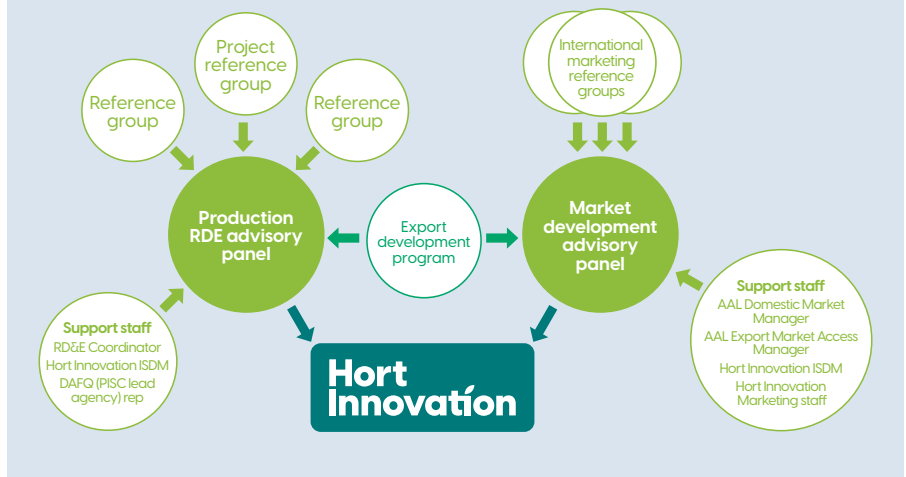 Reference
group
Project
reference
group
Reference
group
International
marketing
reference
groups
Production
RDE advisory
panel
Export
development
program
Market
development
advisory
panel
Support staff
RD&E Coordinator
Hort Innovation ISDM
DAFQ (PISC lead
agency) rep
Hort
Innovation
Support staff
AAL Domestic Market
Manager
AAL Export Market Access
Manager
Hort Innovation ISDM
Hort Innovation
Marketing staff